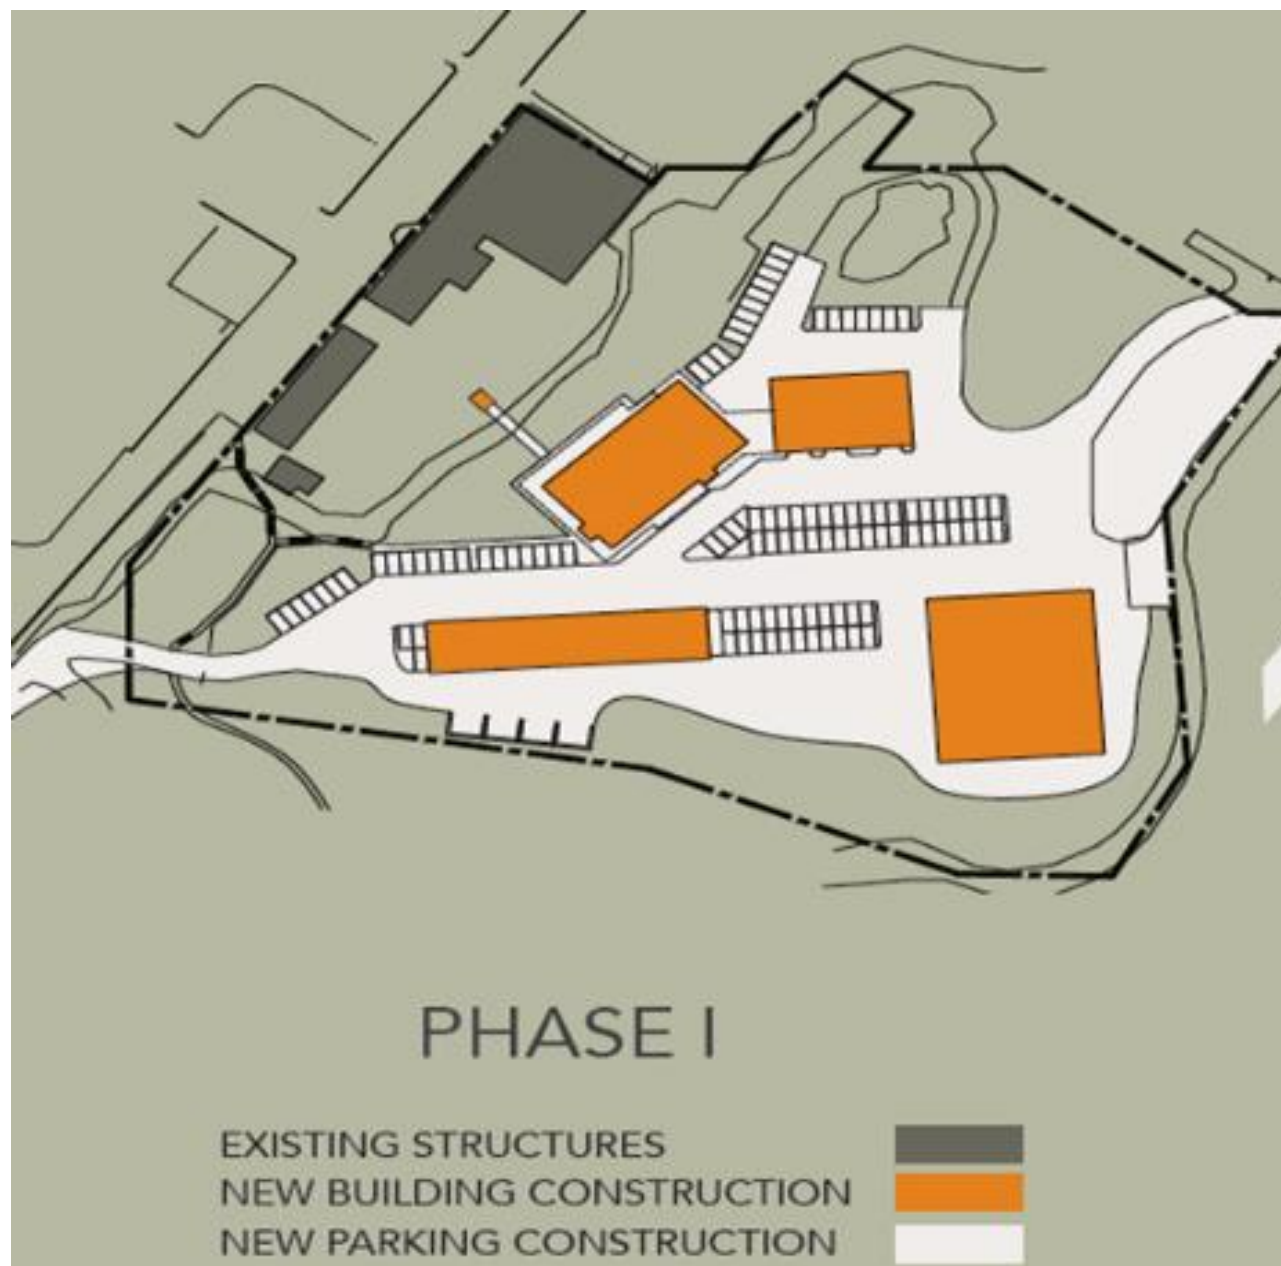 PHASE I
EXISTING STRUCTURES
NEW BUILDING CONSTRUCTION
NEW PARKING CONSTRUCTION